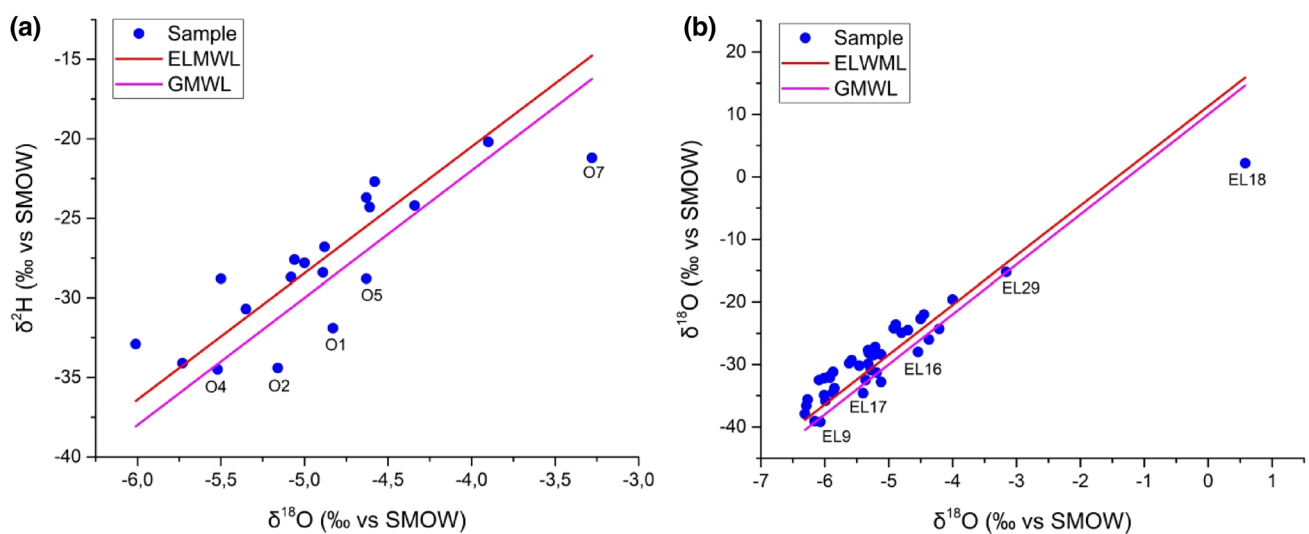 (a)
Sample
ELMWL
GMWL
-15
-20
-25
-30
-35
-40
δ²H (‰ vs SMOW)
O7
O5
O1
O4
O2
-6,0
-5,5
-5,0
-4,5
-4,0
-3,5
-3,0
δ¹⁸O (‰ vs SMOW)
(b)
Sample
ELWML
GMWL
20
10
0
-10
-20
-30
-40
δ¹⁸O (‰ vs SMOW)
EL18
EL29
EL16
EL17
EL9
-7
-6
-5
-4
-3
-2
-1
0
1
δ¹⁸O (‰ vs SMOW)